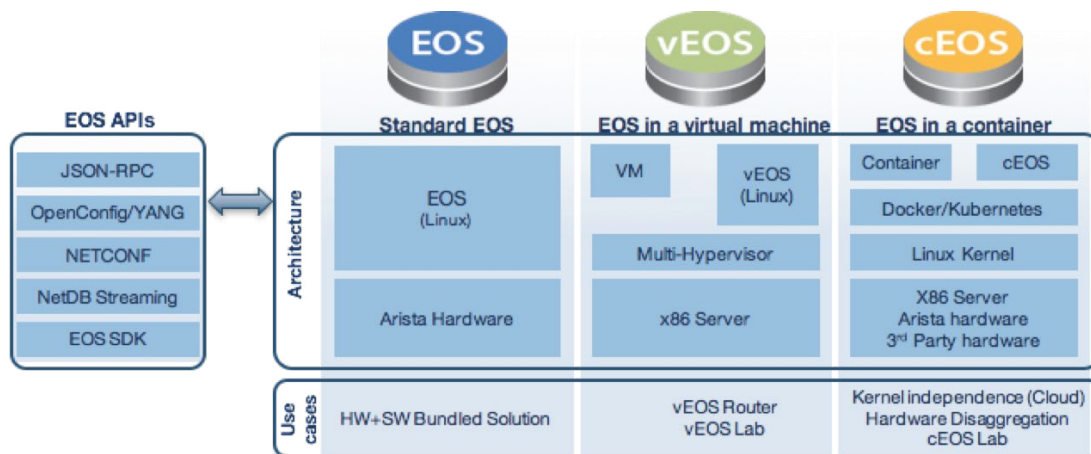 EOS
vEOS
cEOS
EOS APIs
Standard EOS
EOS in a virtual machine
EOS in a container
JSON-RPC
OpenConfig/YANG
NETCONF
NetDB Streaming
EOS SDK
Architecture
EOS
(Linux)
Arista Hardware
VM
vEOS
(Linux)
Multi-Hypervisor
x86 Server
Container
cEOS
Docker/Kubernetes
Linux Kernel
X86 Server
Arista hardware
3rd Party hardware
Use
cases
HW+SW Bundled Solution
vEOS Router
vEOS Lab
Kernel independence (Cloud)
Hardware Disaggregation
cEOS Lab